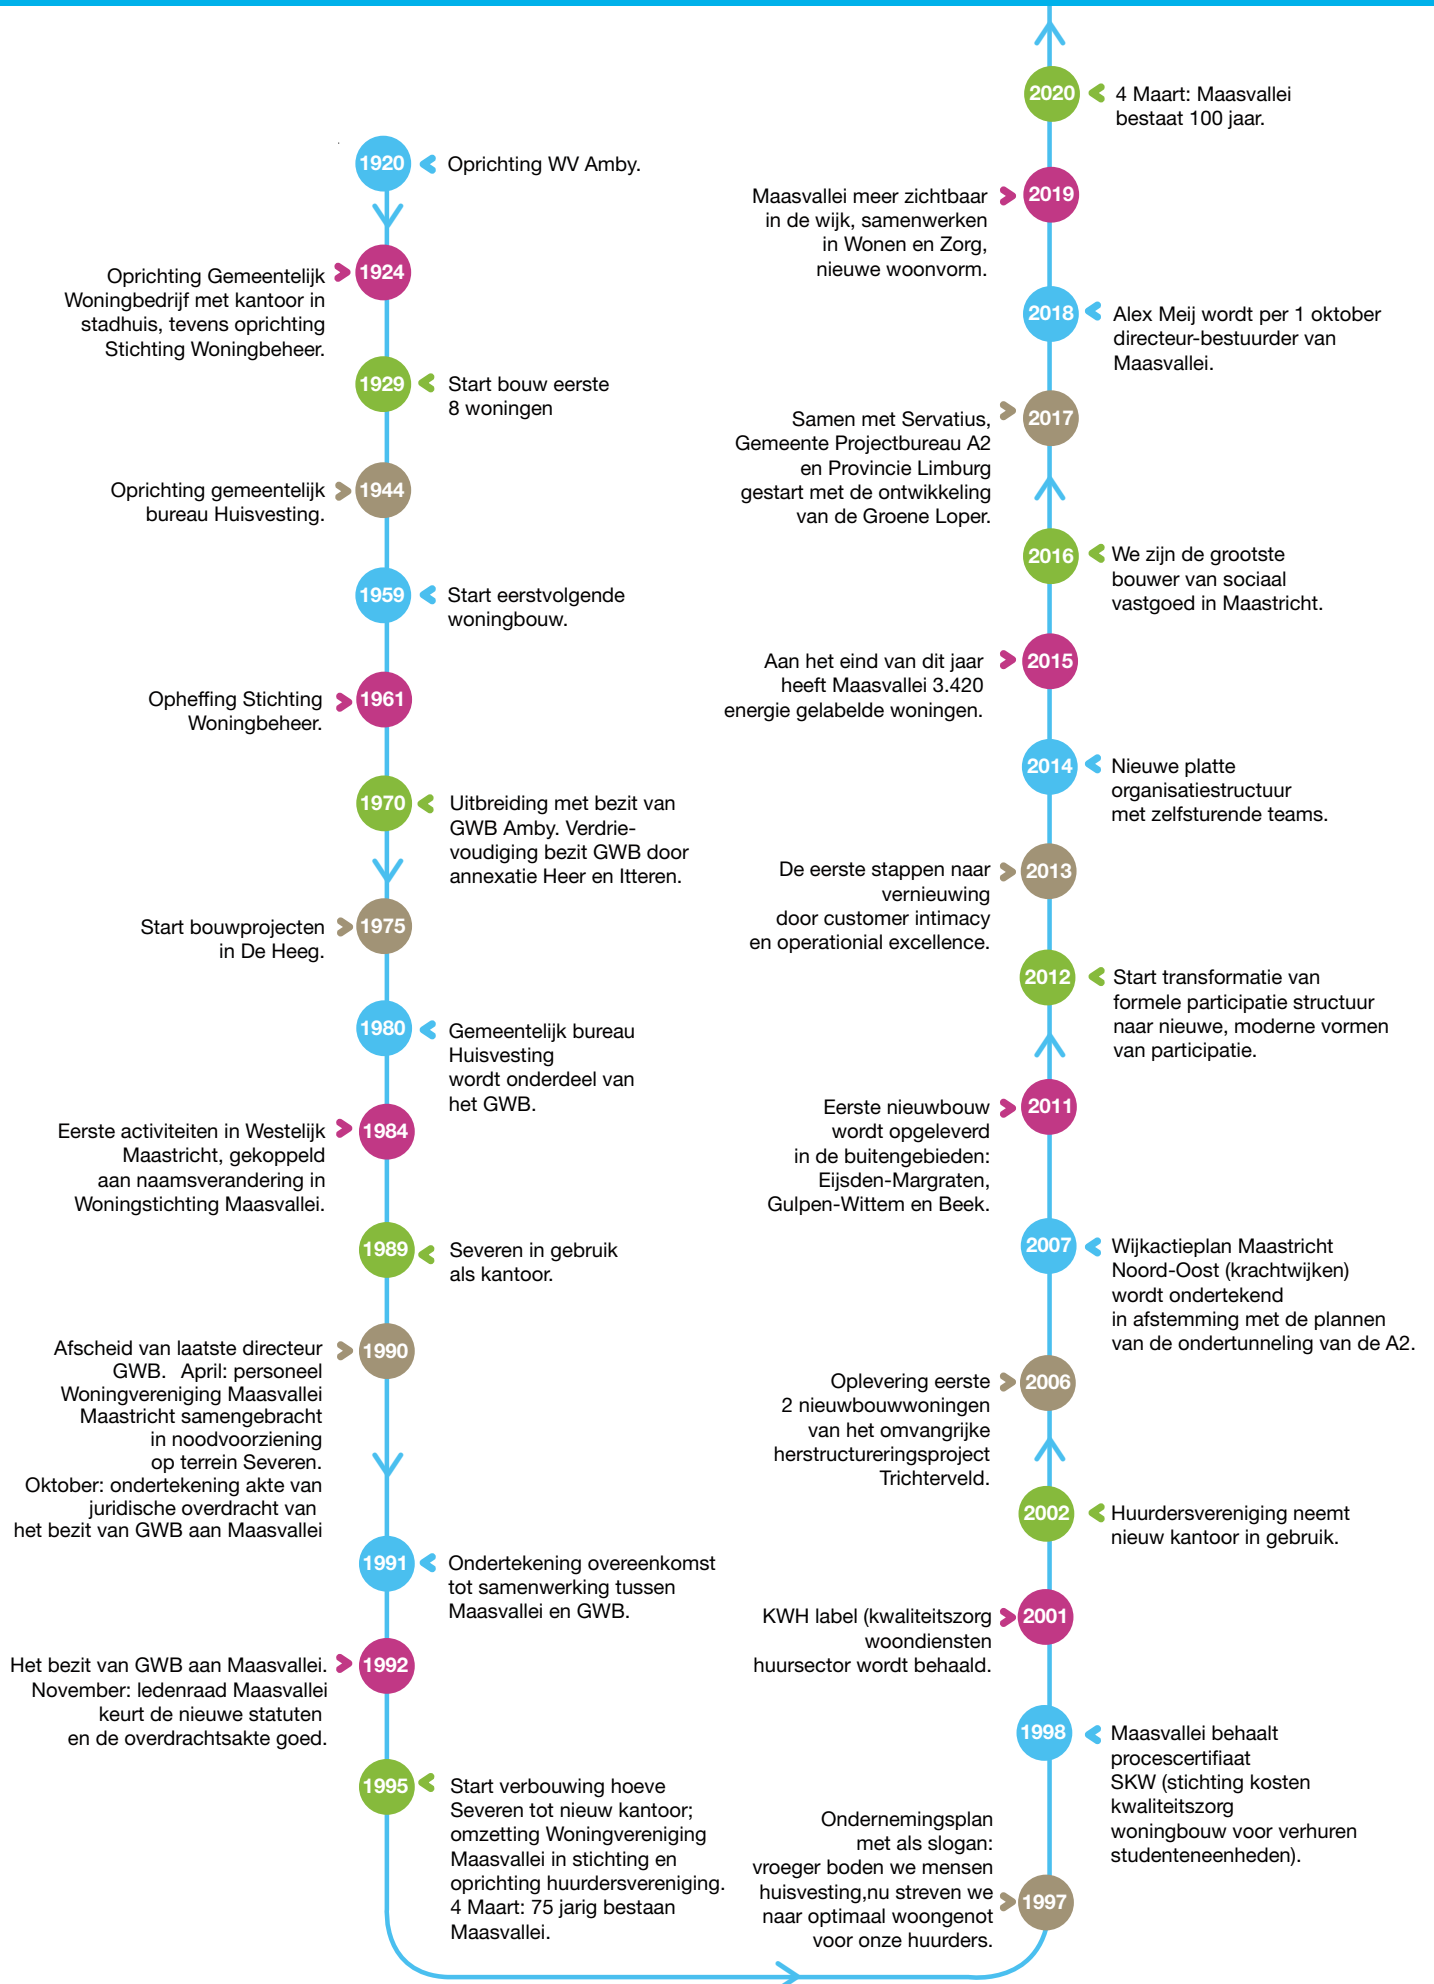 1920
Oprichting WV Amby.
1924
Oprichting Gemeentelijk
Woningbedrijf met kantoor in
stadhuis, tevens oprichting
Stichting Woningbeheer.
1929
Start bouw eerste
8 woningen
1944
Oprichting gemeentelijk
bureau Huisvesting.
1959
Start eerstvolgende
woningbouw.
1961
Opheffing Stichting
Woningbeheer.
1970
Uitbreiding met bezit van
GWB Amby. Verdrie-
voudiging bezit GWB door
annexatie Heer en Itteren.
1975
Start bouwprojecten
in De Heeg.
1980
Gemeentelijk bureau
Huisvesting
wordt onderdeel van
het GWB.
1984
Eerste activiteiten in Westelijk
Maastricht, gekoppeld
aan naamsverandering in
Woningstichting Maasvallei.
1989
Severen in gebruik
als kantoor.
1990
Afscheid van laatste directeur
GWB. April: personeel
Woningvereniging Maasvallei
Maastricht samengebracht
in noodvoorziening
op terrein Severen.
Oktober: ondertekening akte van
juridische overdracht van
het bezit van GWB aan Maasvallei
1991
Ondertekening overeenkomst
tot samenwerking tussen
Maasvallei en GWB.
1992
Het bezit van GWB aan Maasvallei.
November: ledenraad Maasvallei
keurt de nieuwe statuten
en de overdrachtsakte goed.
1995
Start verbouwing hoeve
Severen tot nieuw kantoor;
omzetting Woningvereniging
Maasvallei in stichting en
oprichting huurdersvereniging.
4 Maart: 75 jarig bestaan
Maasvallei.
1997
Ondernemingsplan
met als slogan:
vroeger boden we mensen
huisvesting,nu streven we
naar optimaal woongenot
voor onze huurders.
1998
Maasvallei behaalt
procescertifiaat
SKW (stichting kosten
kwaliteitszorg
woningbouw voor verhuren
studenteneenheden).
2001
KWH label (kwaliteitszorg
woondiensten
huursector wordt behaald.
2002
Huurdersvereniging neemt
nieuw kantoor in gebruik.
2006
Oplevering eerste
2 nieuwbouwwoningen
van het omvangrijke
herstructureringsproject
Trichterveld.
2007
Wijkactieplan Maastricht
Noord-Oost (krachtwijken)
wordt ondertekend
in afstemming met de plannen
van de ondertunneling van de A2.
2011
Eerste nieuwbouw
wordt opgeleverd
in de buitengebieden:
Eijsden-Margraten,
Gulpen-Wittem en Beek.
2012
Start transformatie van
formele participatie structuur
naar nieuwe, moderne vormen
van participatie.
2013
De eerste stappen naar
vernieuwing
door customer intimacy
en operationial excellence.
2014
Nieuwe platte
organisatiestructuur
met zelfsturende teams.
2015
Aan het eind van dit jaar
heeft Maasvallei 3.420
energie gelabelde woningen.
2016
We zijn de grootste
bouwer van sociaal
vastgoed in Maastricht.
2017
Samen met Servatius,
Gemeente Projectbureau A2
en Provincie Limburg
gestart met de ontwikkeling
van de Groene Loper.
2018
Alex Meij wordt per 1 oktober
directeur-bestuurder van
Maasvallei.
2019
Maasvallei meer zichtbaar
in de wijk, samenwerken
in Wonen en Zorg,
nieuwe woonvorm.
2020
4 Maart: Maasvallei
bestaat 100 jaar.